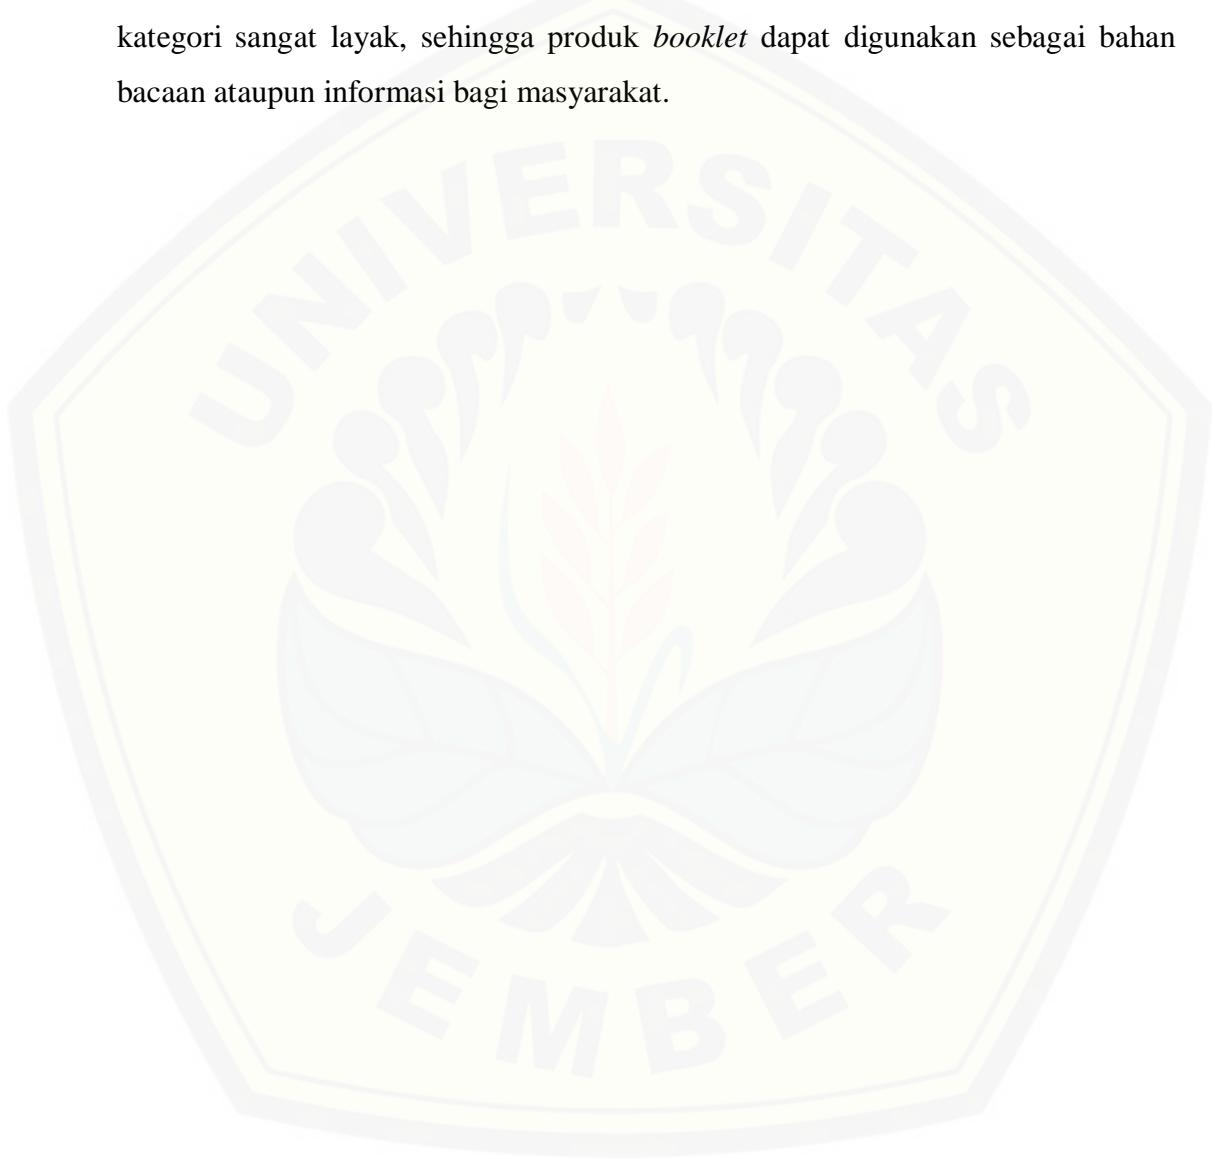 kategori sangat layak, sehingga produk booklet dapat digunakan sebagai bahan
bacaan ataupun informasi bagi masyarakat.
UNIVERSITAS
JEMBER